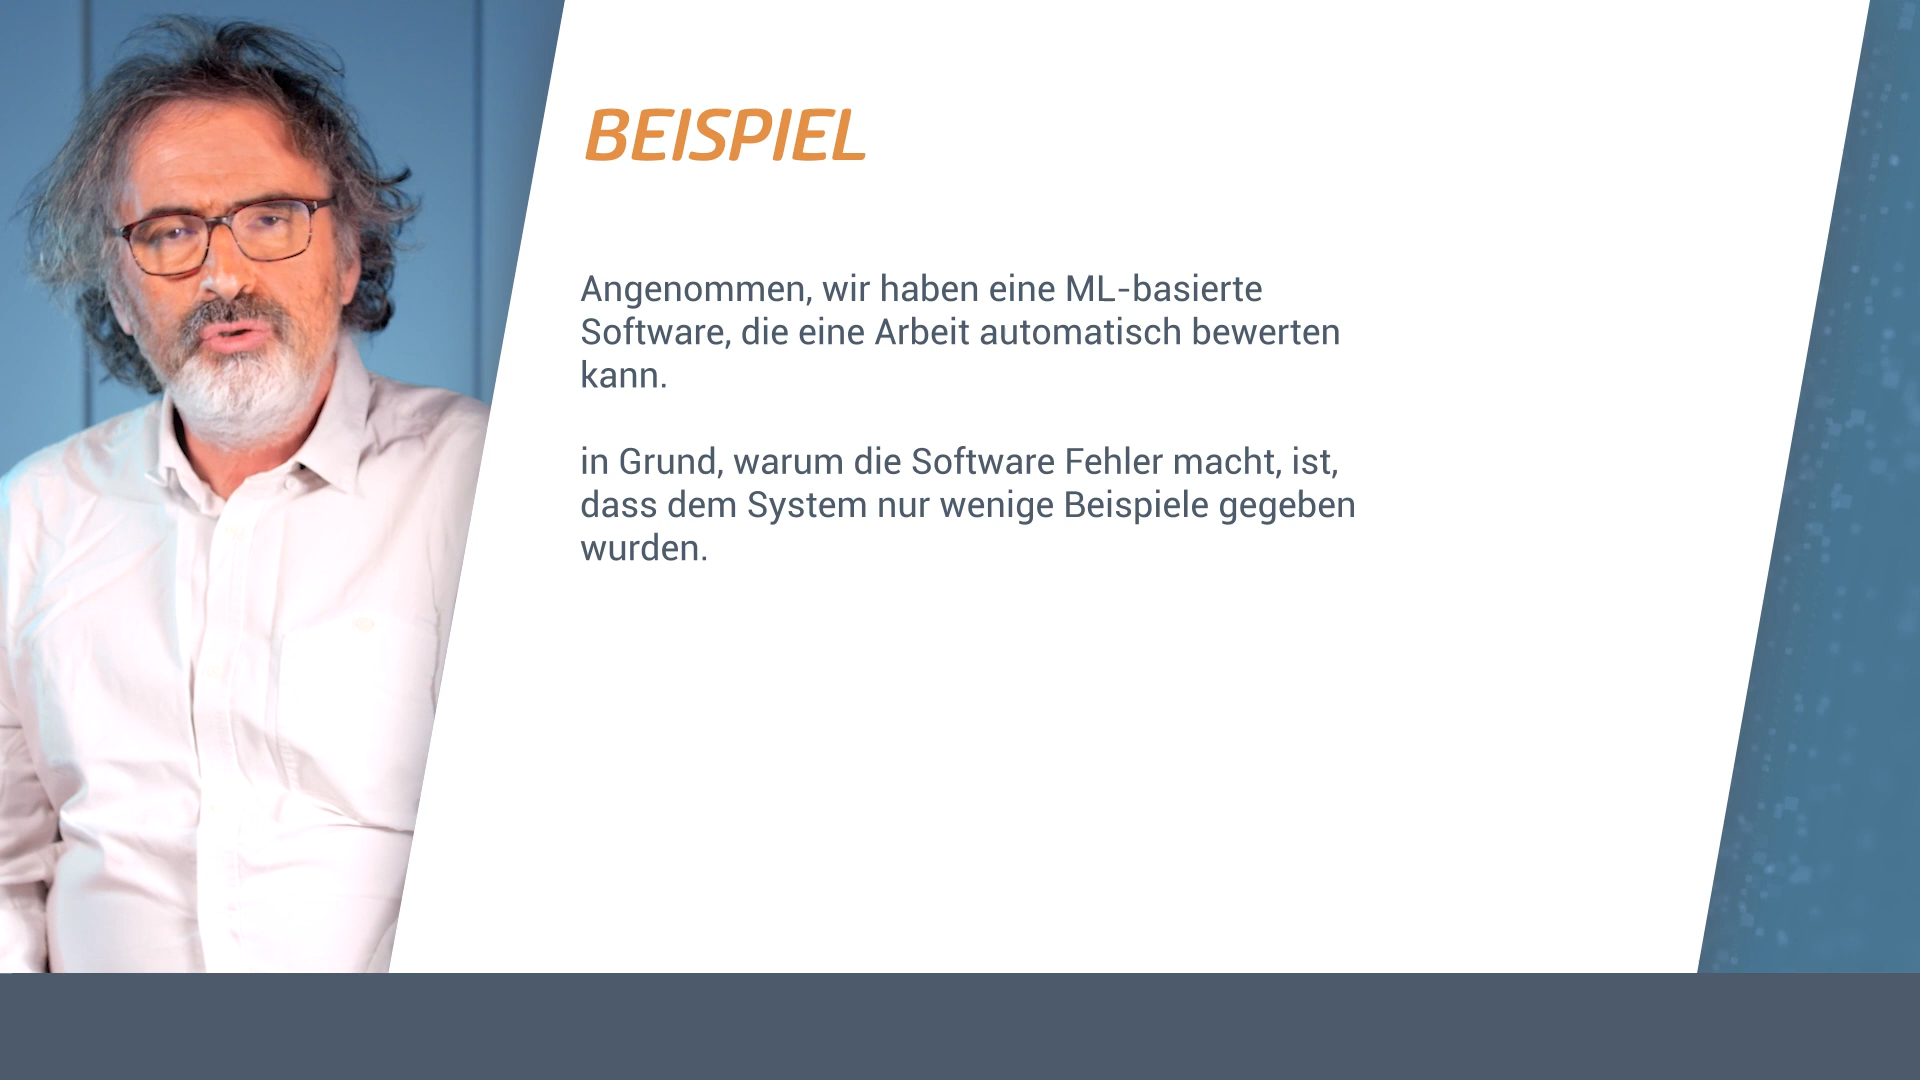 BEISPIEL
Angenommen, wir haben eine ML-basierte
Software, die eine Arbeit automatisch bewerten
kann.
in Grund, warum die Software Fehler macht, ist,
dass dem System nur wenige Beispiele gegeben
wurden.